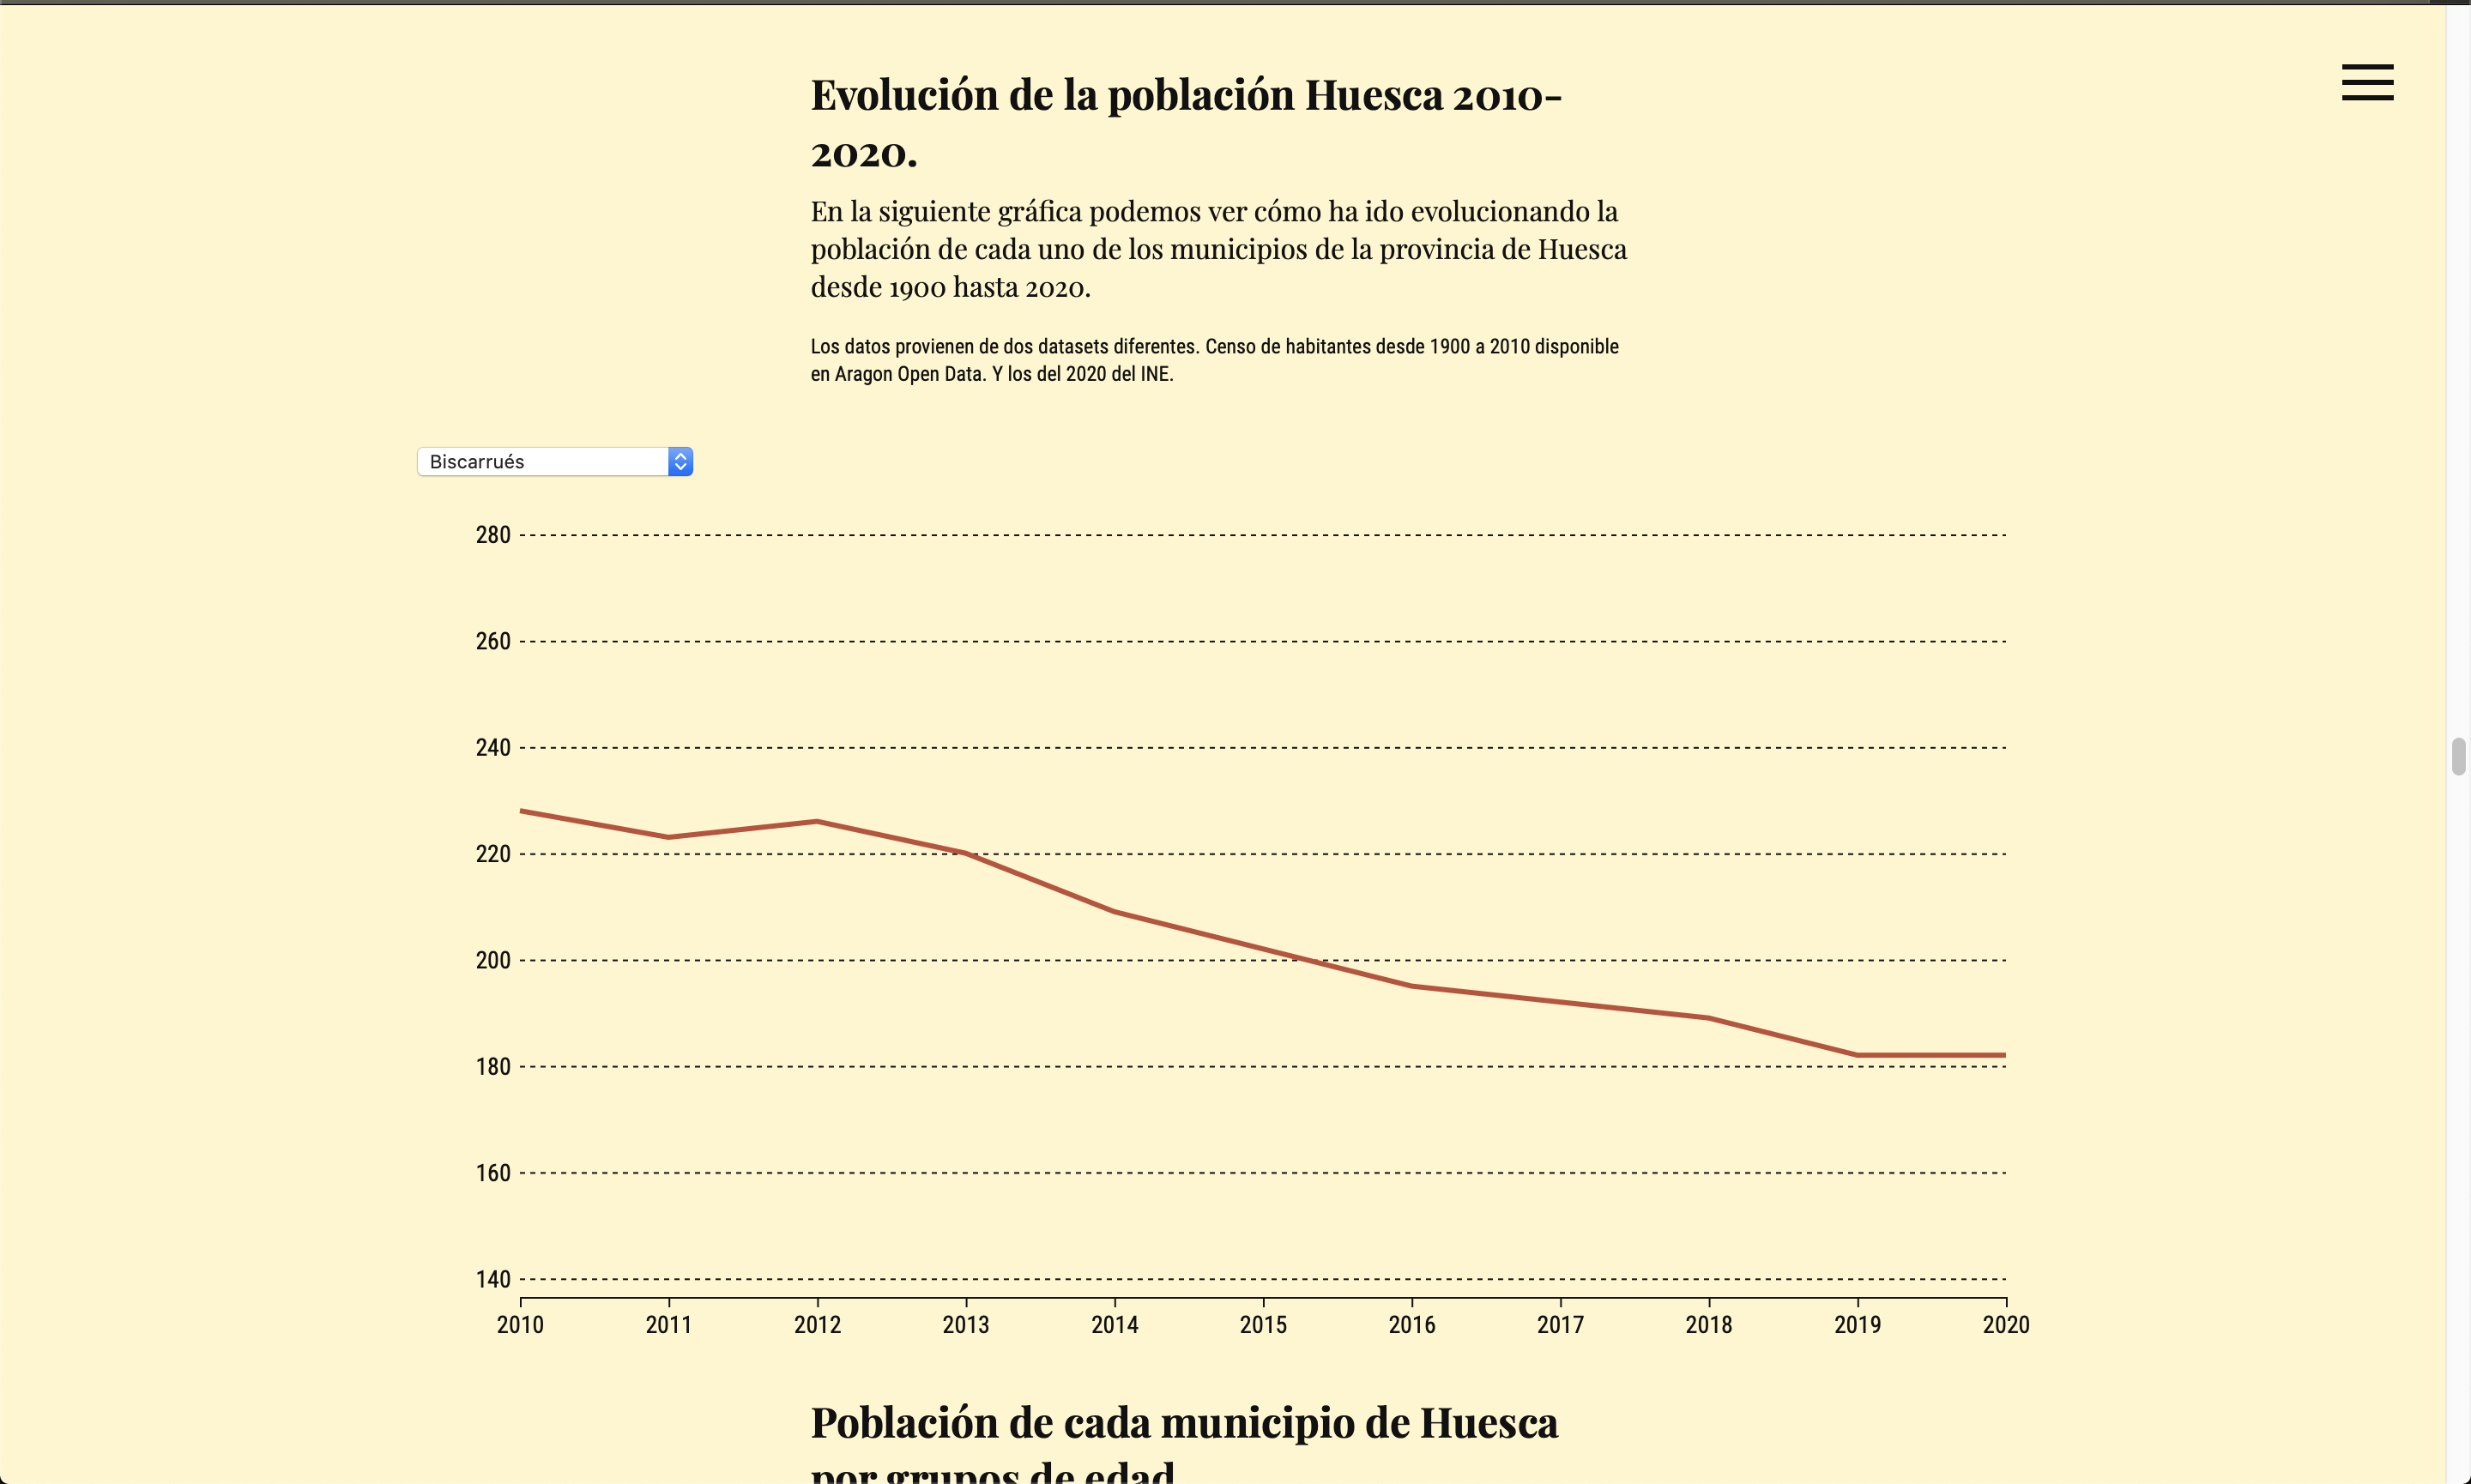 Evolución de la población Huesca 2010-
2020.
En la siguiente gráfica podemos ver cómo ha ido evolucionando la
población de cada uno de los municipios de la provincia de Huesca
desde 1900 hasta 2020.
Los datos provienen de dos datasets diferentes. Censo de habitantes desde 1900 a 2010 disponible
en Aragon Open Data. Y los del 2020 del INE.
Biscarrués
280
260
240
220
200
180
160
140
2010 2011 2012 2013 2014 2015 2016 2017 2018 2019 2020
Población de cada municipio de Huesca
por grupos de edad